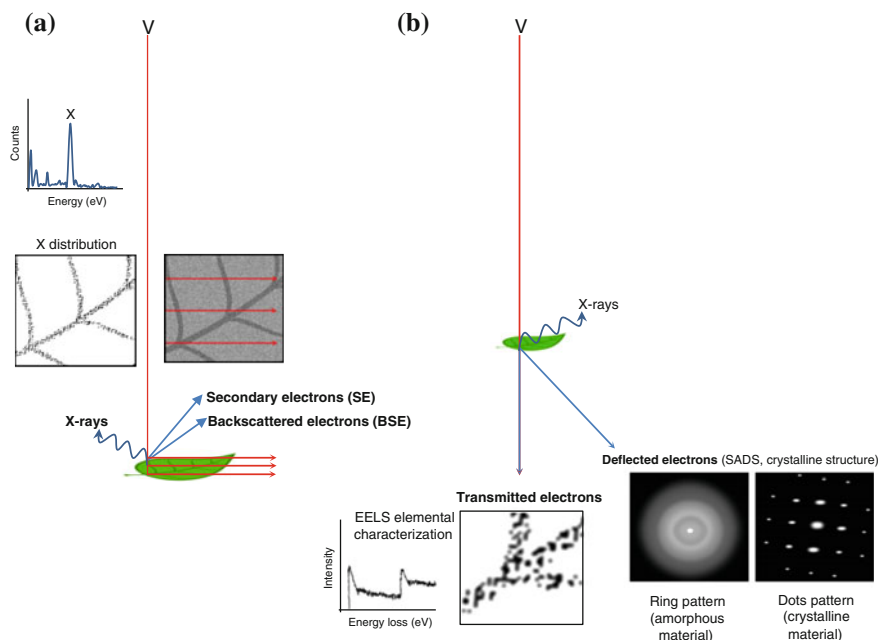 (a)
V
X
Counts
Energy (eV)
X distribution
Secondary electrons (SE)
Backscattered electrons (BSE)
X-rays
(b)
V
X-rays
Deflected electrons (SADS, crystalline structure)
Transmitted electrons
EELS elemental
characterization
Intensity
Energy loss (eV)
Ring pattern
(amorphous
material)
Dots pattern
(crystalline
material)